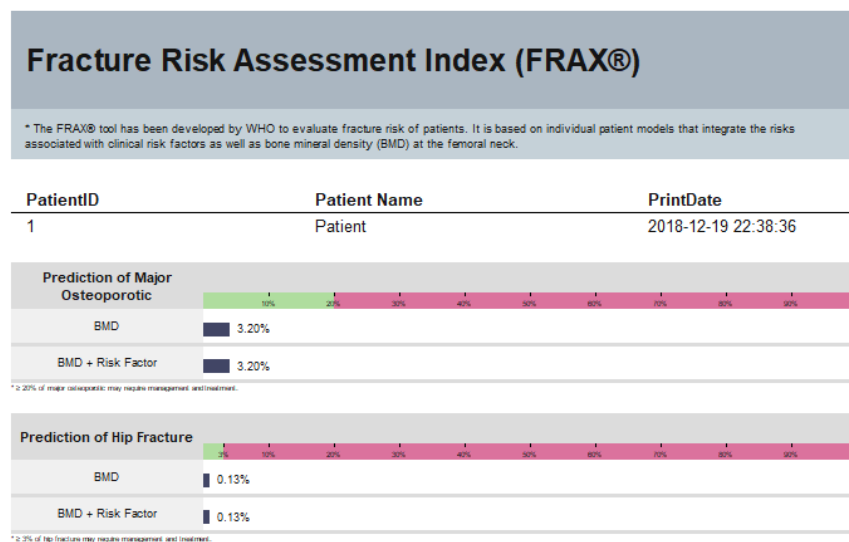 Fracture Risk Assessment Index (FRAX®)
* The FRAX® tool has been developed by WHO to evaluate fracture risk of patients. It is based on individual patient models that integrate the risks
associated with clinical risk factors as well as bone mineral density (BMD) at the femoral neck.
PatientID Patient Name PrintDate
1 Patient 2018-12-19 22:38:36
Prediction of Major
Osteoporotic
10% 20% 30% 40% 50% 60% 70% 80% 90%
BMD 3.20%
BMD + Risk Factor 3.20%
* ≥ 20% of major osteoporotic may require management and treatment.
Prediction of Hip Fracture
3% 10% 20% 30% 40% 50% 60% 70% 80% 90%
BMD 0.13%
BMD + Risk Factor 0.13%
* ≥ 3% of hip fracture may require management and treatment.